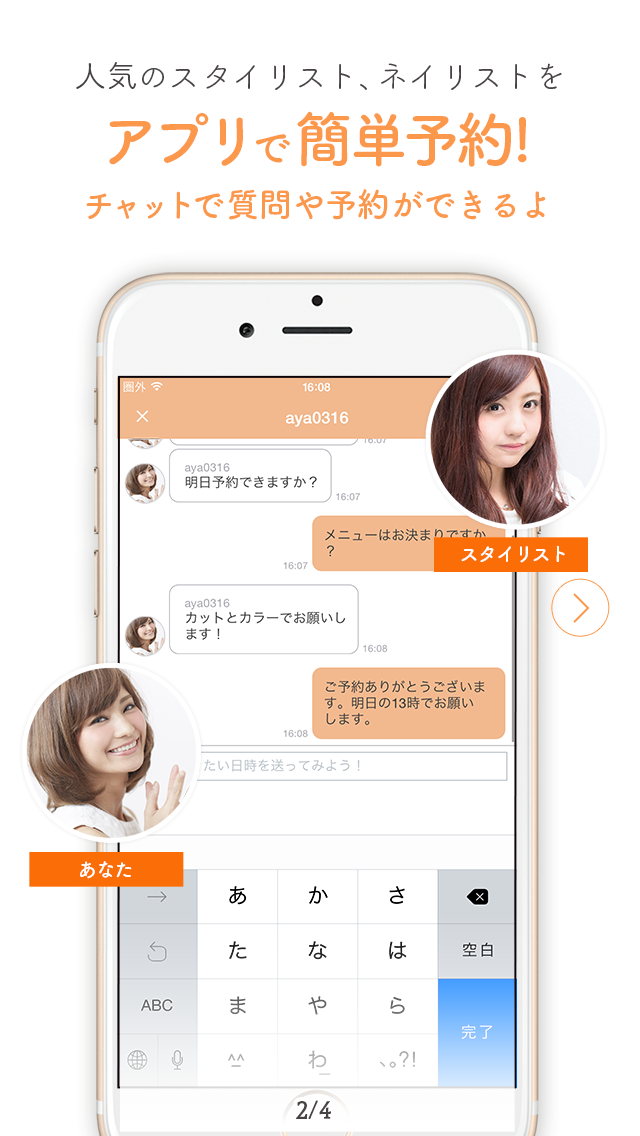 人気のスタイリスト、ネイリストを
アプリで簡単予約!
チャットで質問や予約ができるよ
圏外 16:08
aya0316
16:07
aya0316
明日予約できますか？
16:07
メニューはお決まりですか
？
16:07
スタイリスト
aya0316
カットとカラーでお願いし
ます！
16:08
ご予約ありがとうございま
す。明日の13時でお願い
します。
16:08
たい日時を送ってみよう！
あなた
→ あ か さ
た な は 空白
ABC ま や ら
完了
^^ わ 、。?!
2/4